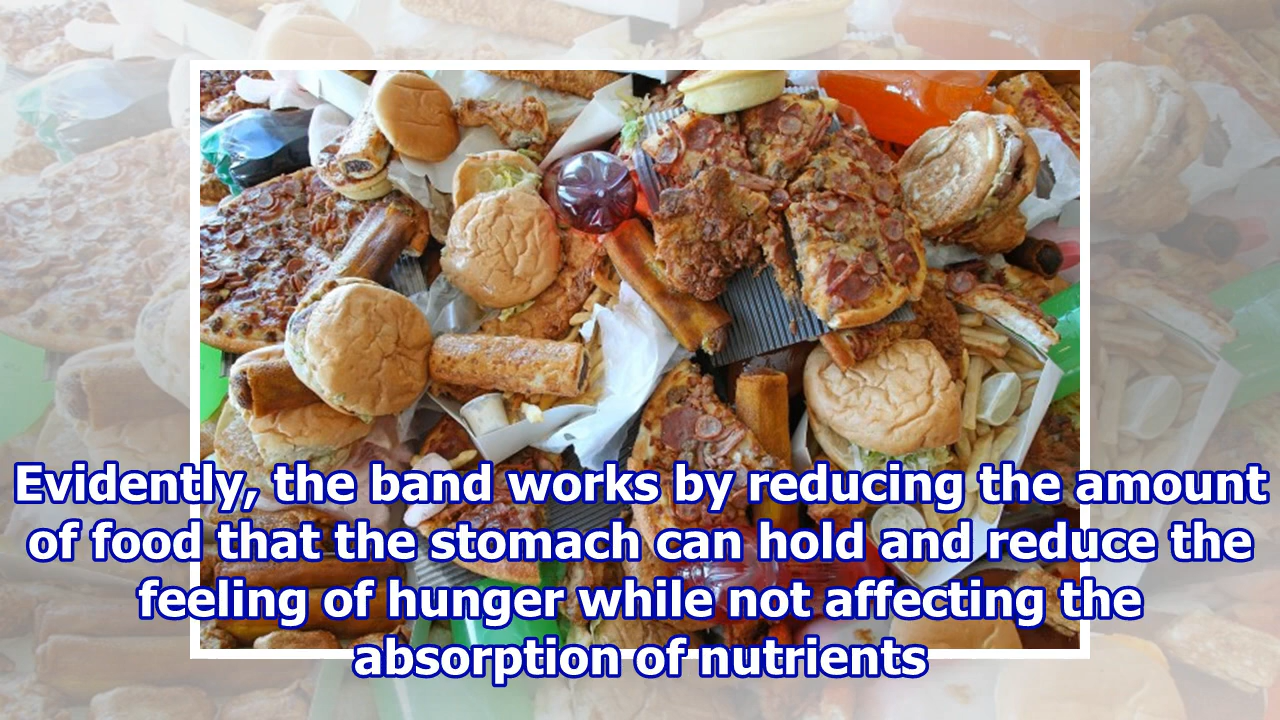 Evidently, the band works by reducing the amount
of food that the stomach can hold and reduce the
feeling of hunger while not affecting the
absorption of nutrients